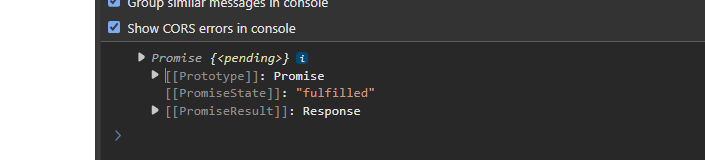 Group similar messages in console
Show CORS errors in console
Promise {<pending>} i
[[Prototype]]: Promise
[[PromiseState]]: "fulfilled"
[[PromiseResult]]: Response